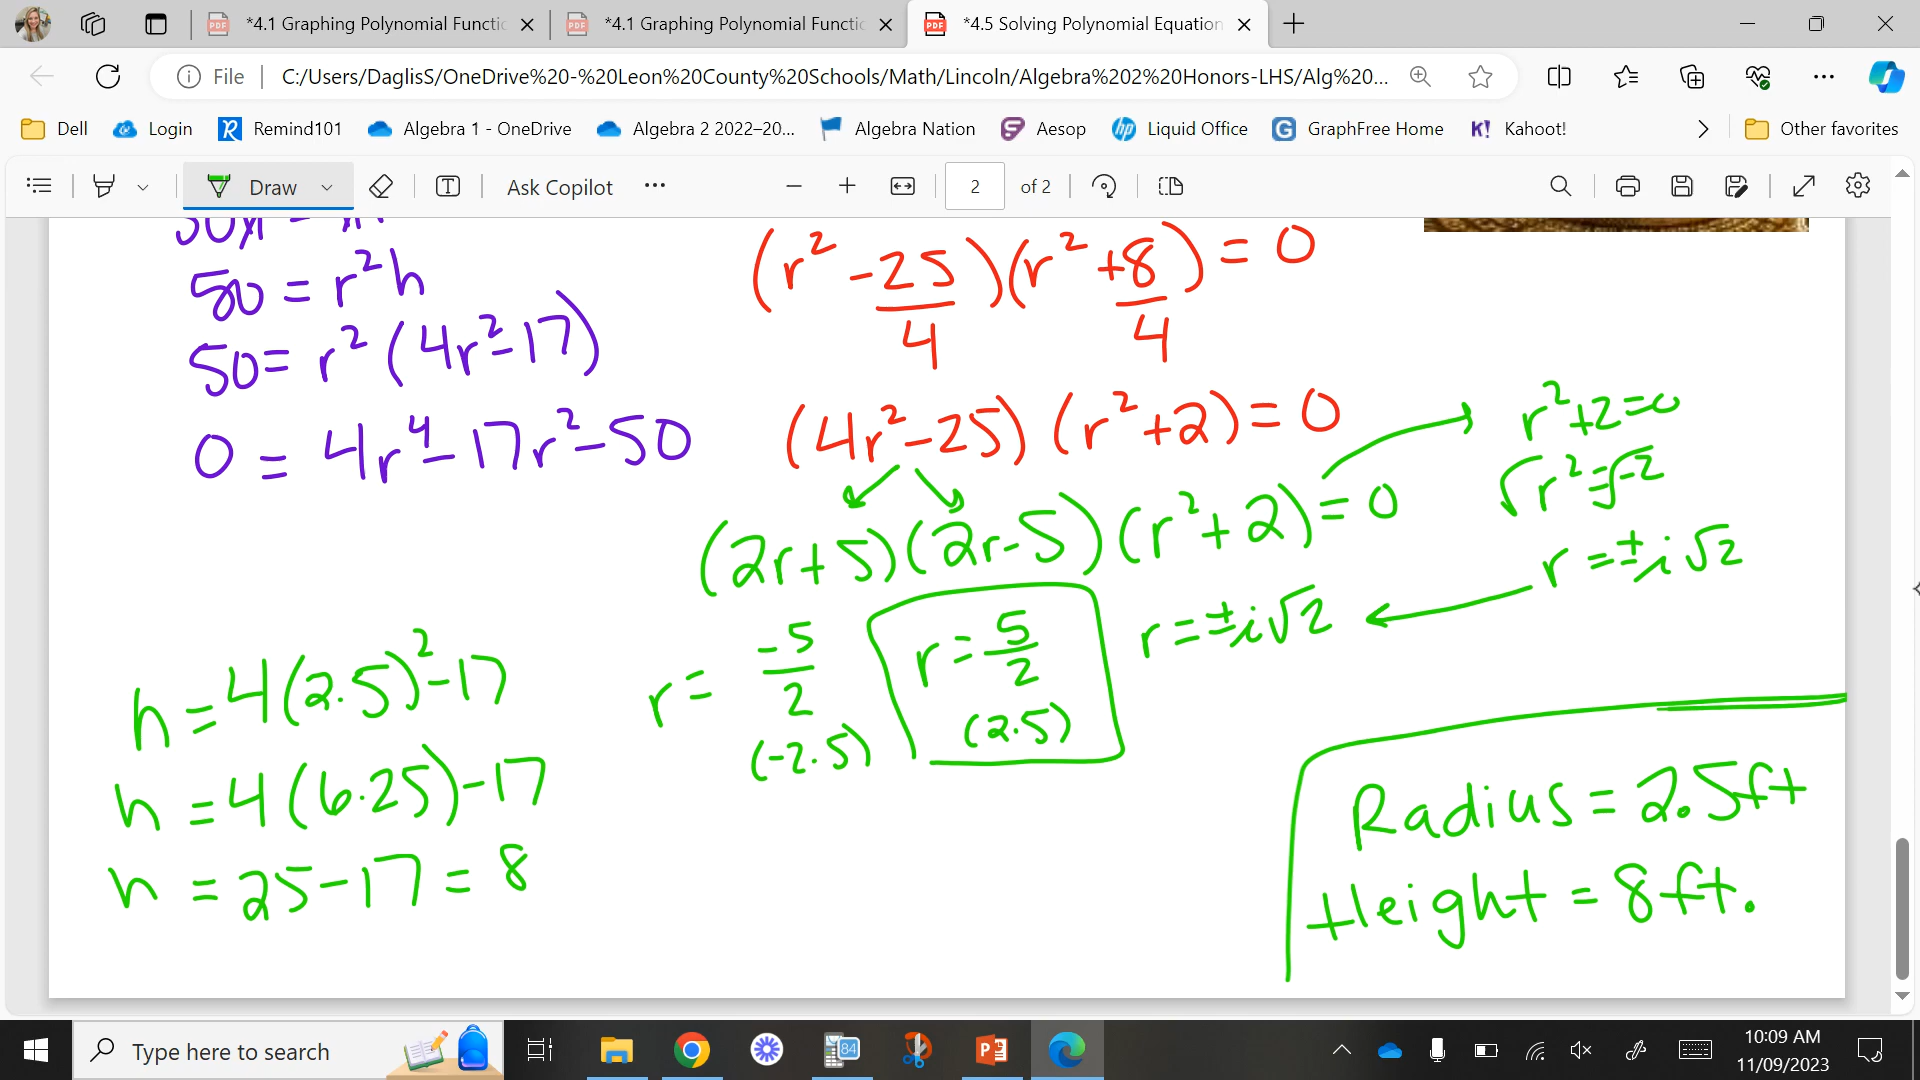 *4.1 Graphing Polynomial Functio
*4.1 Graphing Polynomial Functio
*4.5 Solving Polynomial Equation
File
C:/Users/DaglisS/OneDrive%20-%20Leon%20County%20Schools/Math/Lincoln/Algebra%202%20Honors-LHS/Alg%20...
Dell
Login
Remind101
Algebra 1 - OneDrive
Algebra 2 2022–20...
Algebra Nation
Aesop
Liquid Office
GraphFree Home
Kahoot!
Other favorites
Draw
Ask Copilot
2
of 2
50 = r²h
50 = r²(4r²-17)
0 = 4r⁴-17r²-50
(r² - 25/4)(r² + 8/4) = 0
(4r²-25)(r²+2) = 0
(2r+5)(2r-5)(r²+2) = 0
r²+2=0
√r²=√-2
r = ±i√2
r = -5/2
(-2.5)
r = 5/2
(2.5)
r = ±i√2
h = 4(2.5)²-17
h = 4(6.25)-17
h = 25-17 = 8
Radius = 2.5ft
Height = 8ft.
Type here to search
84
10:09 AM
11/09/2023